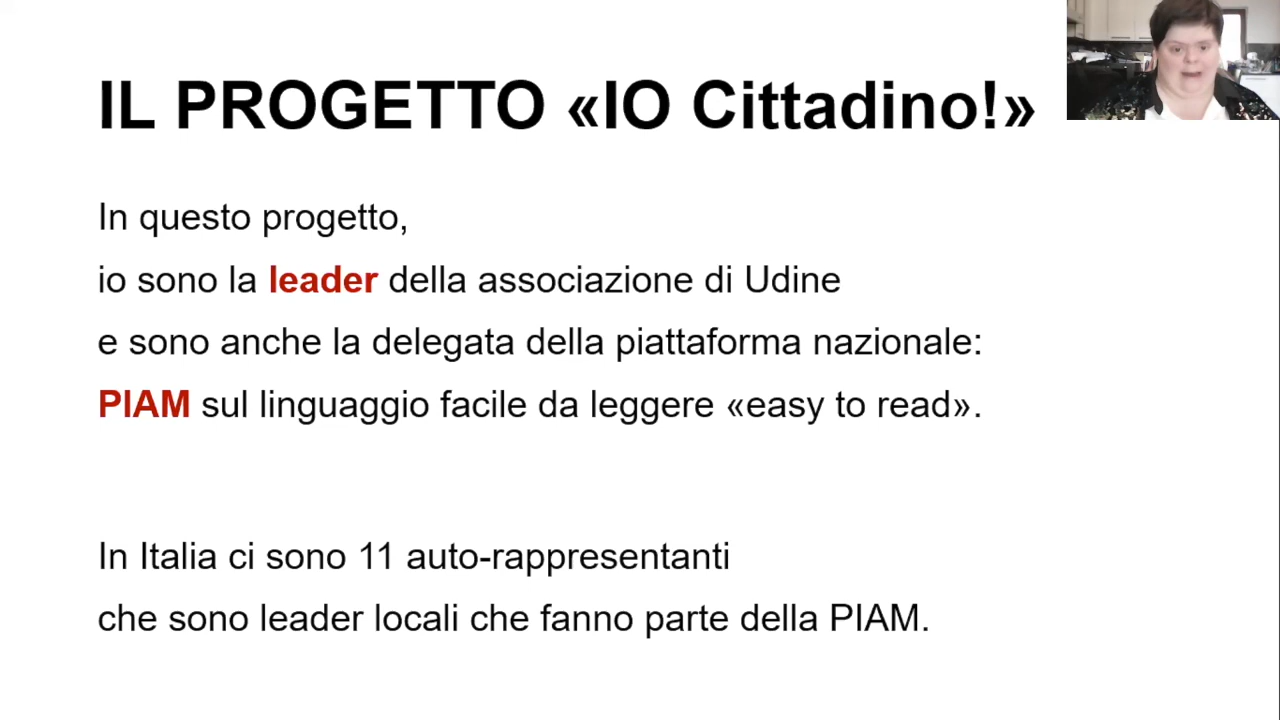 IL PROGETTO «IO Cittadino!»
In questo progetto,
io sono la leader della associazione di Udine
e sono anche la delegata della piattaforma nazionale:
PIAM sul linguaggio facile da leggere «easy to read».
In Italia ci sono 11 auto-rappresentanti
che sono leader locali che fanno parte della PIAM.